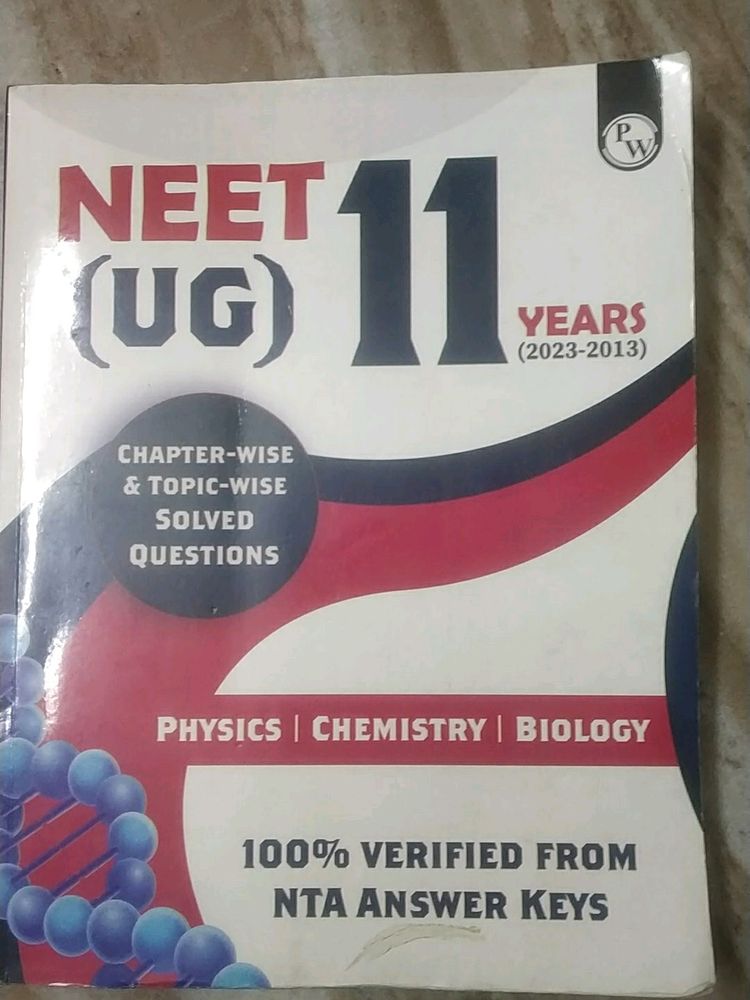 PW
NEET 11
(UG)
YEARS
(2023-2013)
CHAPTER-WISE
& TOPIC-WISE
SOLVED
QUESTIONS
PHYSICS | CHEMISTRY | BIOLOGY
100% VERIFIED FROM
NTA ANSWER KEYS